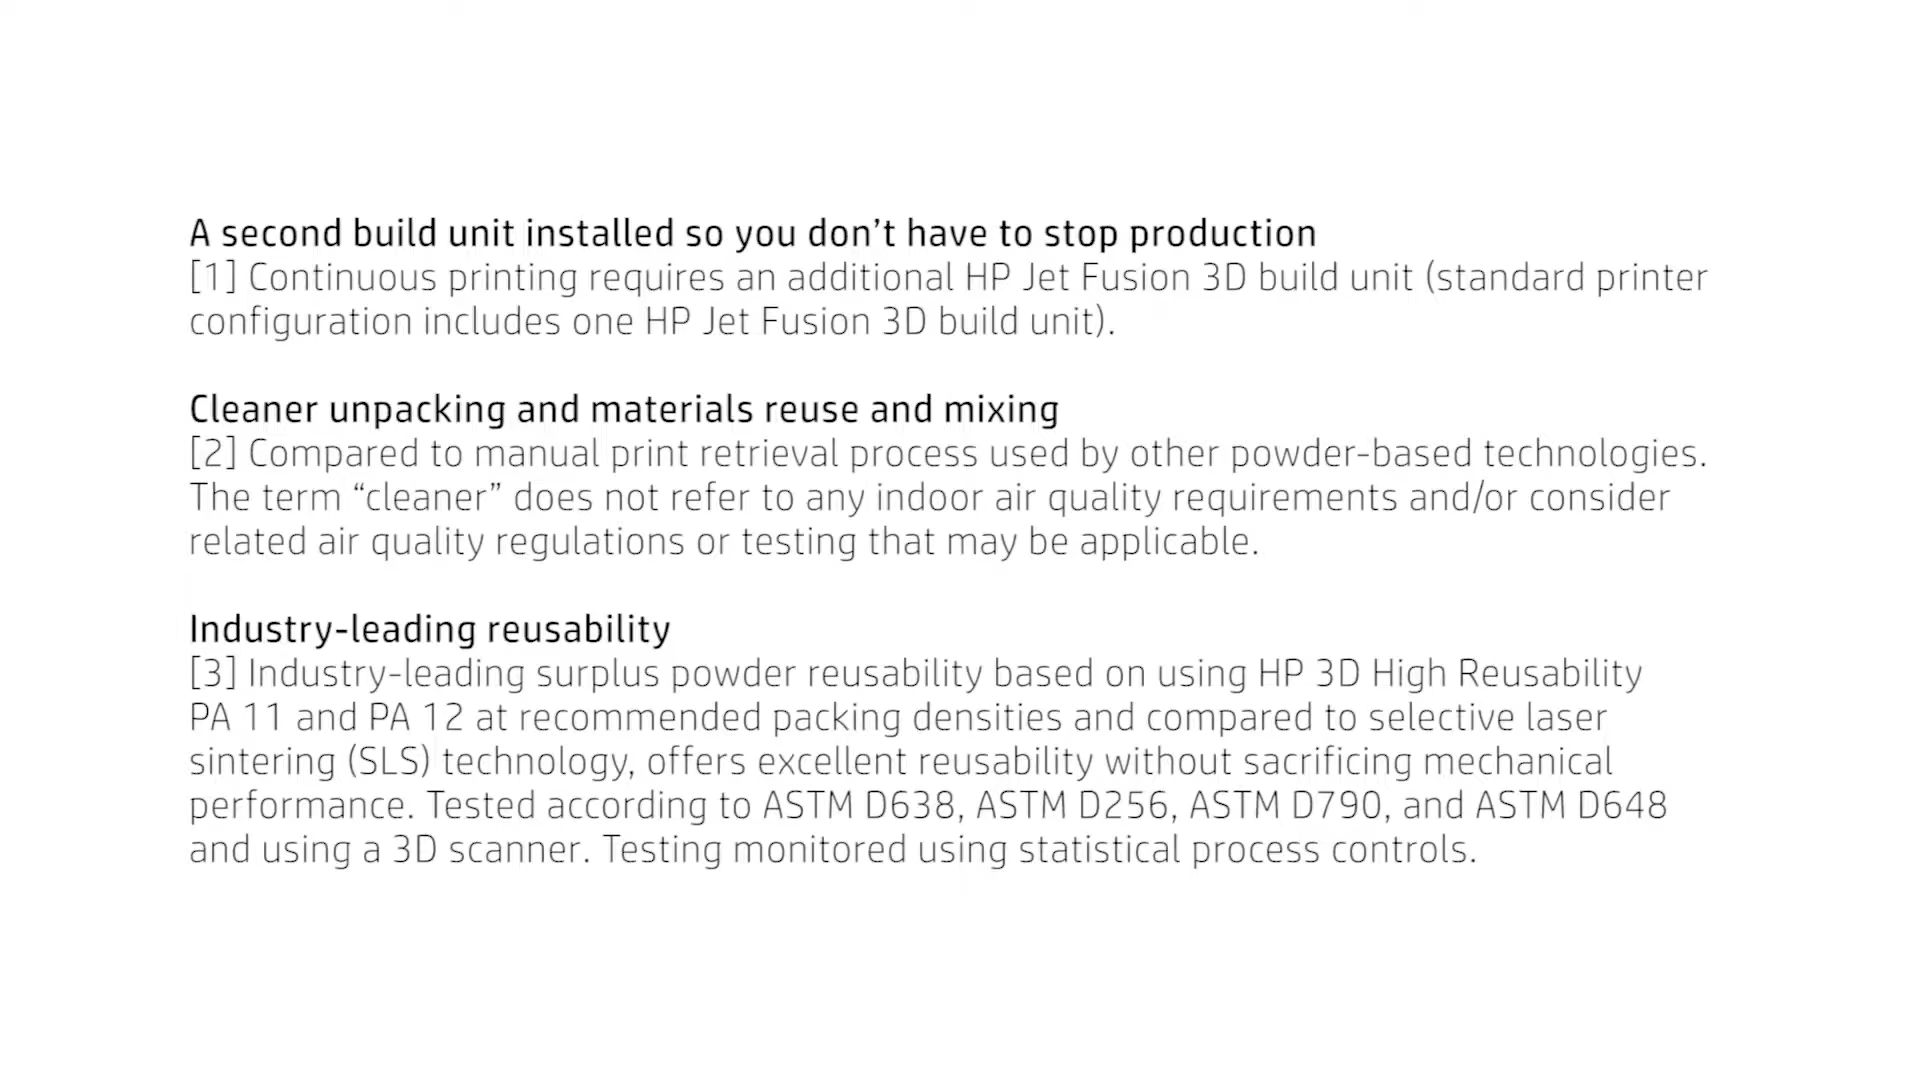 A second build unit installed so you don’t have to stop production
[1] Continuous printing requires an additional HP Jet Fusion 3D build unit (standard printer
configuration includes one HP Jet Fusion 3D build unit).
Cleaner unpacking and materials reuse and mixing
[2] Compared to manual print retrieval process used by other powder-based technologies.
The term “cleaner” does not refer to any indoor air quality requirements and/or consider
related air quality regulations or testing that may be applicable.
Industry-leading reusability
[3] Industry-leading surplus powder reusability based on using HP 3D High Reusability
PA 11 and PA 12 at recommended packing densities and compared to selective laser
sintering (SLS) technology, offers excellent reusability without sacrificing mechanical
performance. Tested according to ASTM D638, ASTM D256, ASTM D790, and ASTM D648
and using a 3D scanner. Testing monitored using statistical process controls.